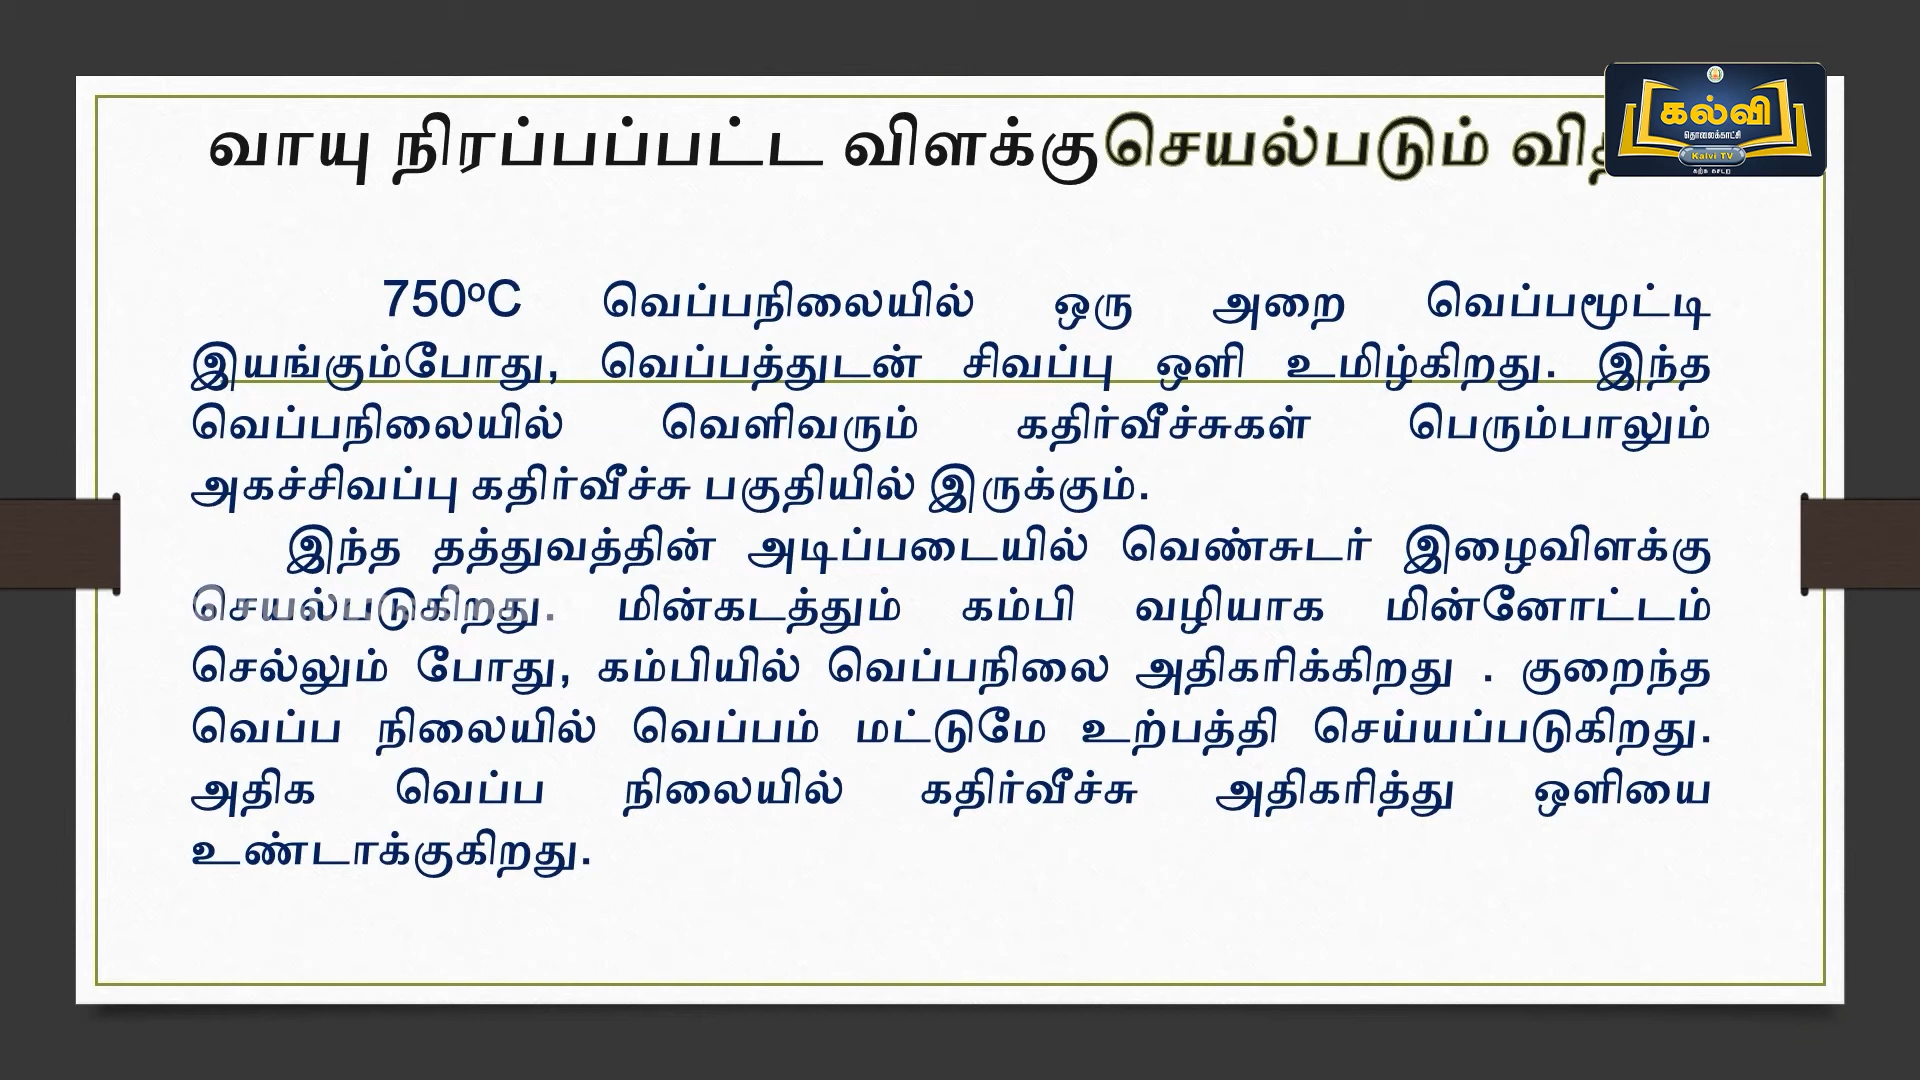 வாயு நிரப்பப்பட்ட விளக்குசெயல்படும்
கல்வி
தொலைக்காட்சி
Kalvi TV
கற்க கசடற
750°C வெப்பநிலையில் ஒரு அறை வெப்பமூட்டி
இயங்கும்போது, வெப்பத்துடன் சிவப்பு ஒளி உமிழ்கிறது. இந்த
வெப்பநிலையில் வெளிவரும் கதிர்வீச்சுகள் பெரும்பாலும்
அகச்சிவப்பு கதிர்வீச்சு பகுதியில் இருக்கும்.
இந்த தத்துவத்தின் அடிப்படையில் வெண்சுடர் இழைவிளக்கு
செயல்படுகிறது. மின்கடத்தும் கம்பி வழியாக மின்னோட்டம்
செல்லும் போது, கம்பியில் வெப்பநிலை அதிகரிக்கிறது . குறைந்த
வெப்ப நிலையில் வெப்பம் மட்டுமே உற்பத்தி செய்யப்படுகிறது.
அதிக வெப்ப நிலையில் கதிர்வீச்சு அதிகரித்து ஒளியை
உண்டாக்குகிறது.